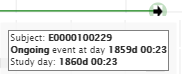 Subject: E0000100229
Ongoing event at day 1859d 00:23
Study day: 1860d 00:23